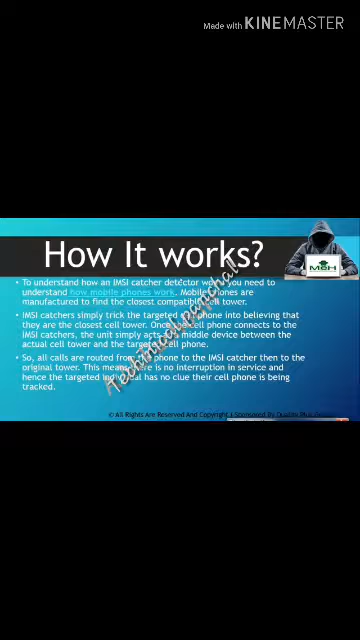 Made with KINEMASTER
How It works?
MOH
• To understand how an IMSI catcher detector work you need to
understand how mobile phones work. Mobile phones are
manufactured to find the closest compatible cell tower.
• IMSI catchers simply trick the targeted cell phone into believing that
they are the closest cell tower. Once the cell phone connects to the
IMSI catchers, the unit simply acts as a middle device between the
actual cell tower and the targeted cell phone.
• So, all calls are routed from the phone to the IMSI catcher then to the
original tower. This means there is no interruption in service and
hence the targeted individual has no clue their cell phone is being
tracked.
© All Rights Are Reserved And Copyright | Sponsored By Quality